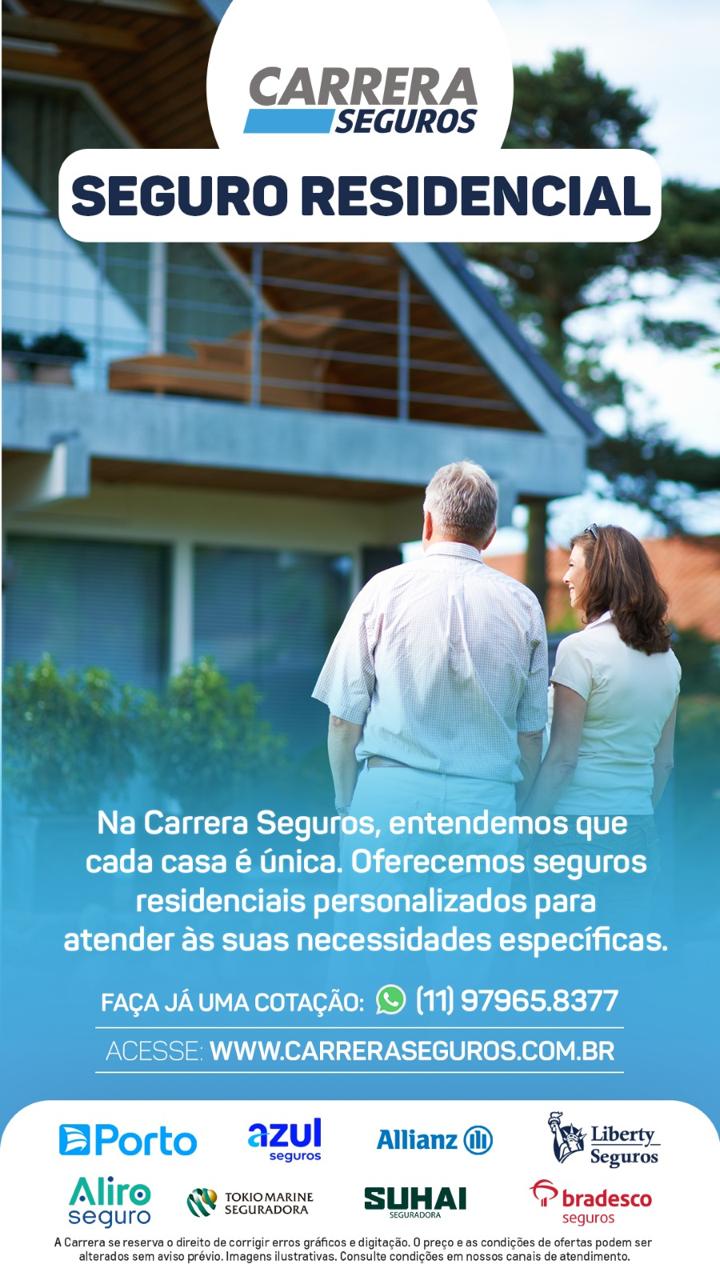 CARRERA
SEGUROS
SEGURO RESIDENCIAL
Na Carrera Seguros, entendemos que
cada casa é única. Oferecemos seguros
residenciais personalizados para
atender às suas necessidades específicas.
FAÇA JÁ UMA COTAÇÃO: (11) 97965.8377
ACESSE: WWW.CARRERASEGUROS.COM.BR
Porto
azul
seguros
Allianz
Liberty
Seguros
Aliro
seguro
TOKIO MARINE
SEGURADORA
SUHAI
SEGURADORA
bradesco
seguros
A Carrera se reserva o direito de corrigir erros gráficos e digitação. O preço e as condições de ofertas podem ser
alterados sem aviso prévio. Imagens ilustrativas. Consulte condições em nossos canais de atendimento.